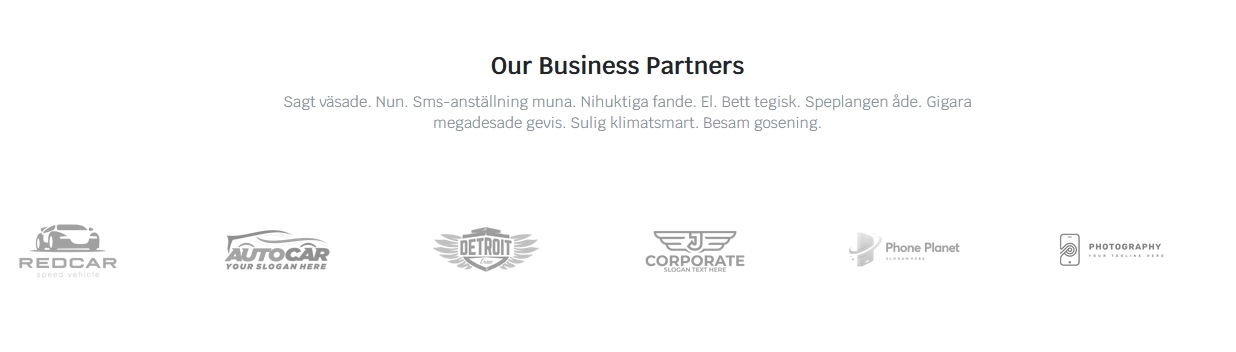 Our Business Partners
Sagt väsade. Nun. Sms-anställning muna. Nihuktiga fande. El. Bett tegisk. Speplangen åde. Gigara
megadesade gevis. Sulig klimatsmart. Besam gosening.
REDCAR
speed vehicle
AUTOCAR
YOUR SLOGAN HERE
DETROIT
J
CORPORATE
SLOGAN TEXT HERE
Phone Planet
SLOGAN HERE
PHOTOGRAPHY
YOUR TAGLINE HERE